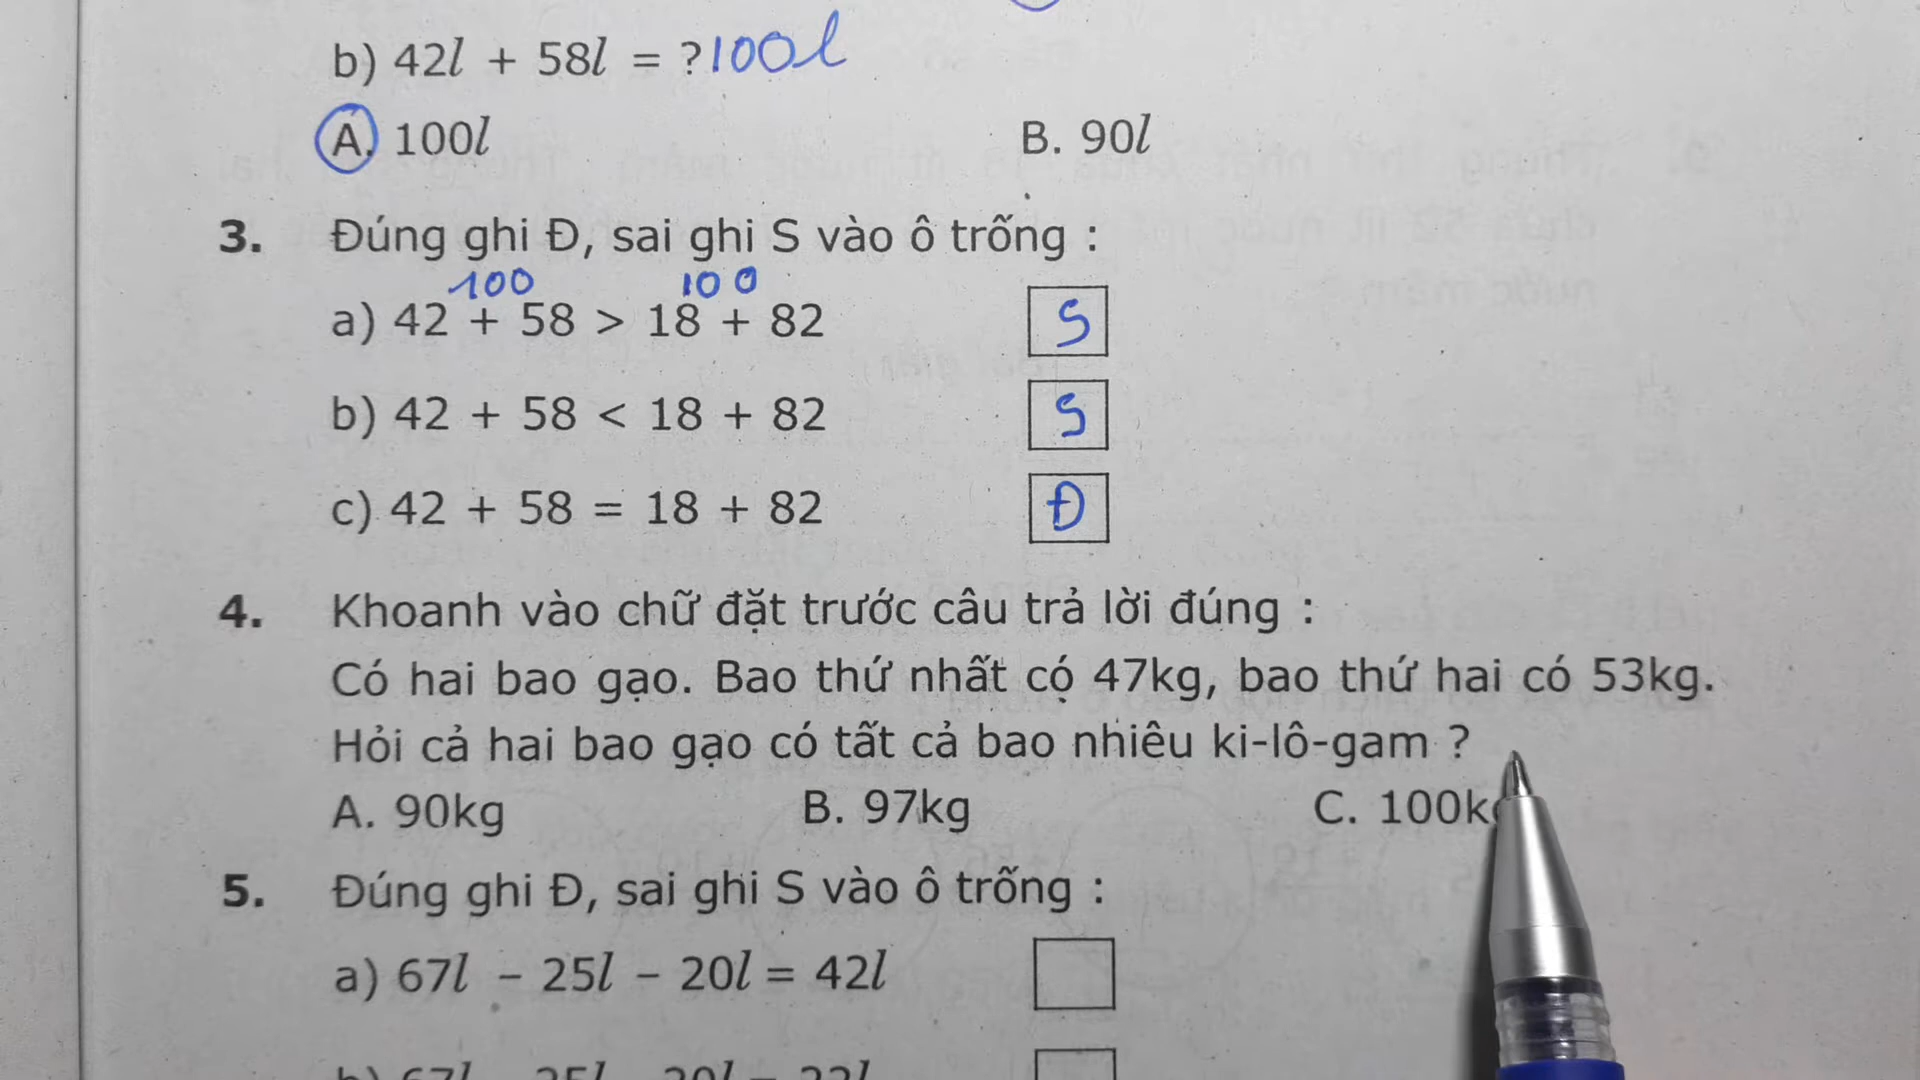 b) 42l + 58l = ? 100l
A. 100l B. 90l
3. Đúng ghi Đ, sai ghi S vào ô trống :
100 100
a) 42 + 58 > 18 + 82 S
b) 42 + 58 < 18 + 82 S
c) 42 + 58 = 18 + 82 Đ
4. Khoanh vào chữ đặt trước câu trả lời đúng :
Có hai bao gạo. Bao thứ nhất có 47kg, bao thứ hai có 53kg.
Hỏi cả hai bao gạo có tất cả bao nhiêu ki-lô-gam ?
A. 90kg B. 97kg C. 100k
5. Đúng ghi Đ, sai ghi S vào ô trống :
a) 67l - 25l - 20l = 42l